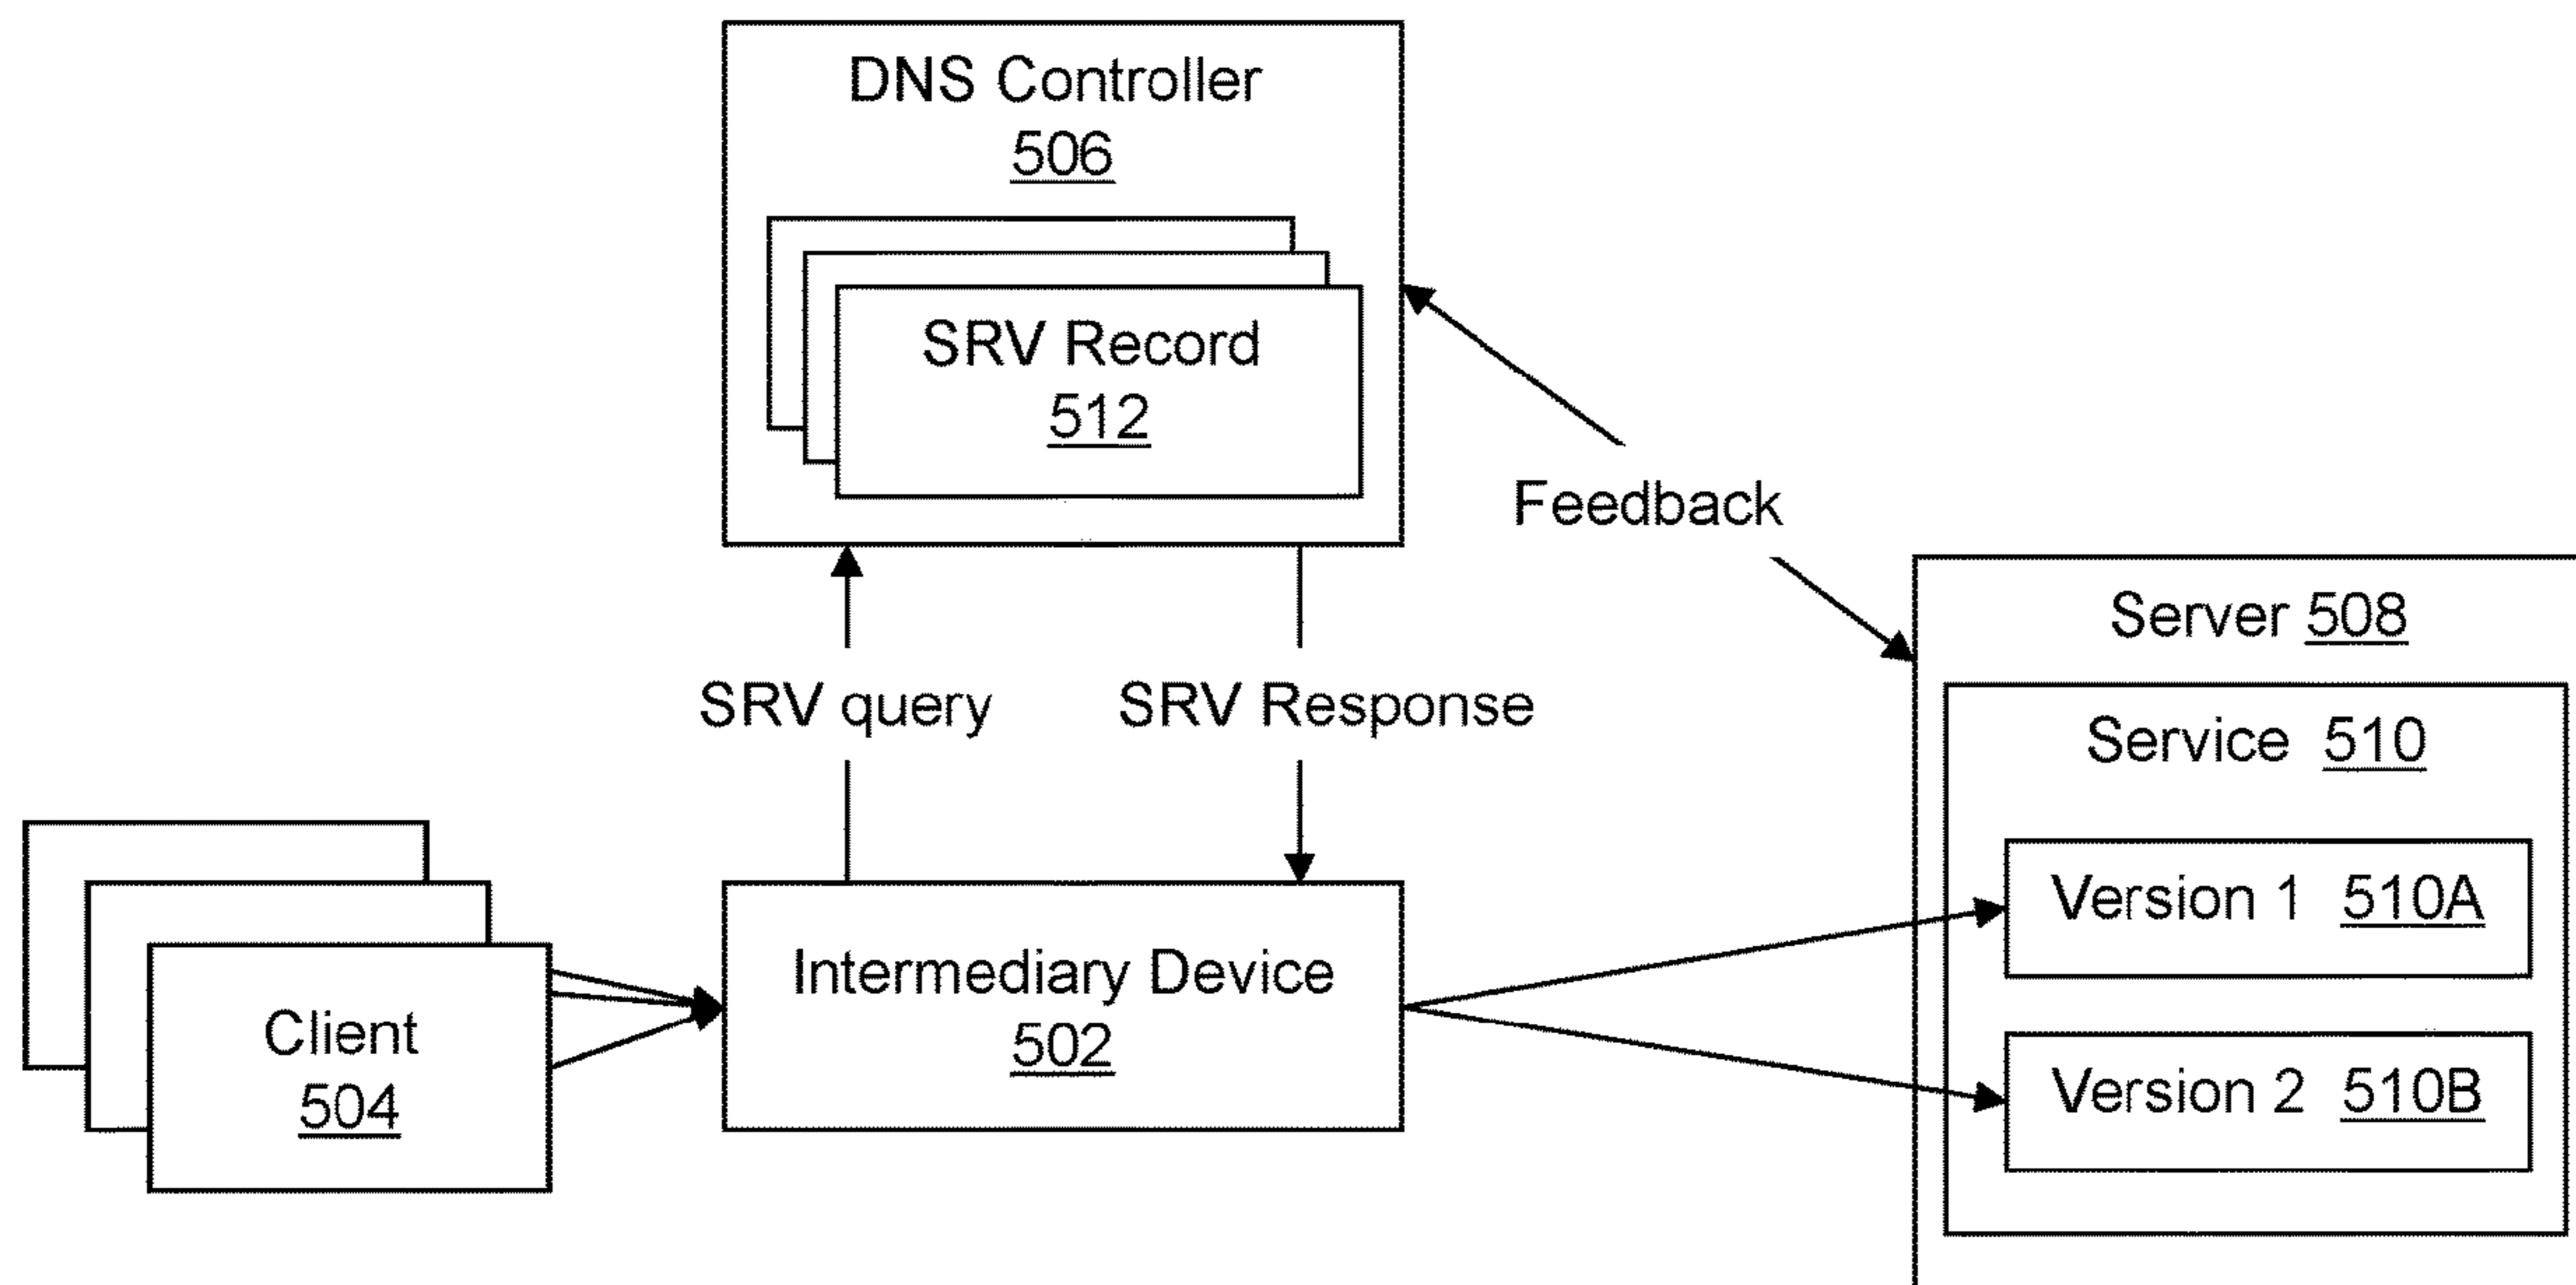 DNS Controller
506
SRV Record
512
Feedback
Server 508
SRV query
SRV Response
Service 510
Version 1 510A
Intermediary Device
502
Client
504
Version 2 510B